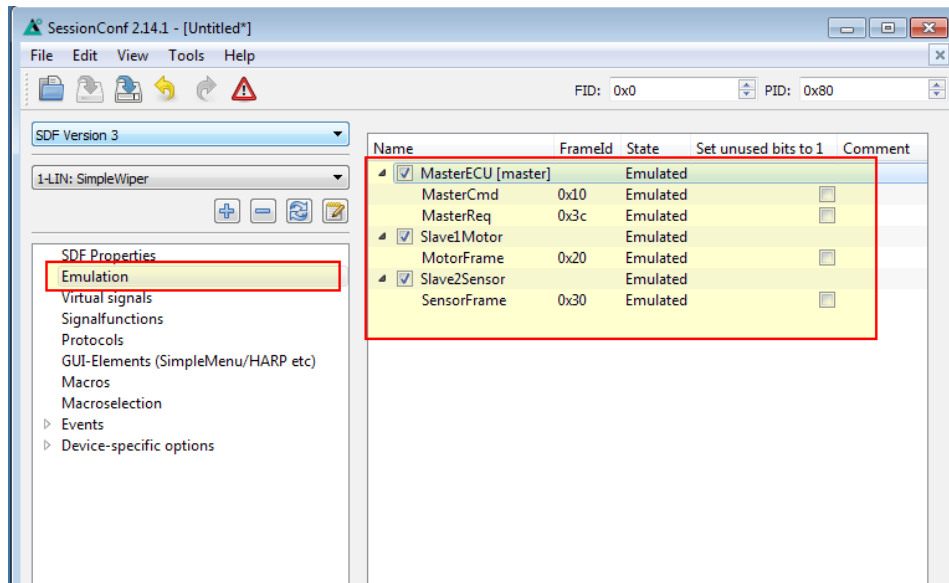 SessionConf 2.14.1 - [Untitled*]
File Edit View Tools Help
FID: 0x0 PID: 0x80
SDF Version 3
1-LIN: SimpleWiper
SDF Properties
Emulation
Virtual signals
Signalfunctions
Protocols
GUI-Elements (SimpleMenu/HARP etc)
Macros
Macroselection
Events
Device-specific options
Name FrameId State Set unused bits to 1 Comment
MasterECU [master] Emulated
MasterCmd 0x10 Emulated
MasterReq 0x3c Emulated
Slave1Motor Emulated
MotorFrame 0x20 Emulated
Slave2Sensor Emulated
SensorFrame 0x30 Emulated